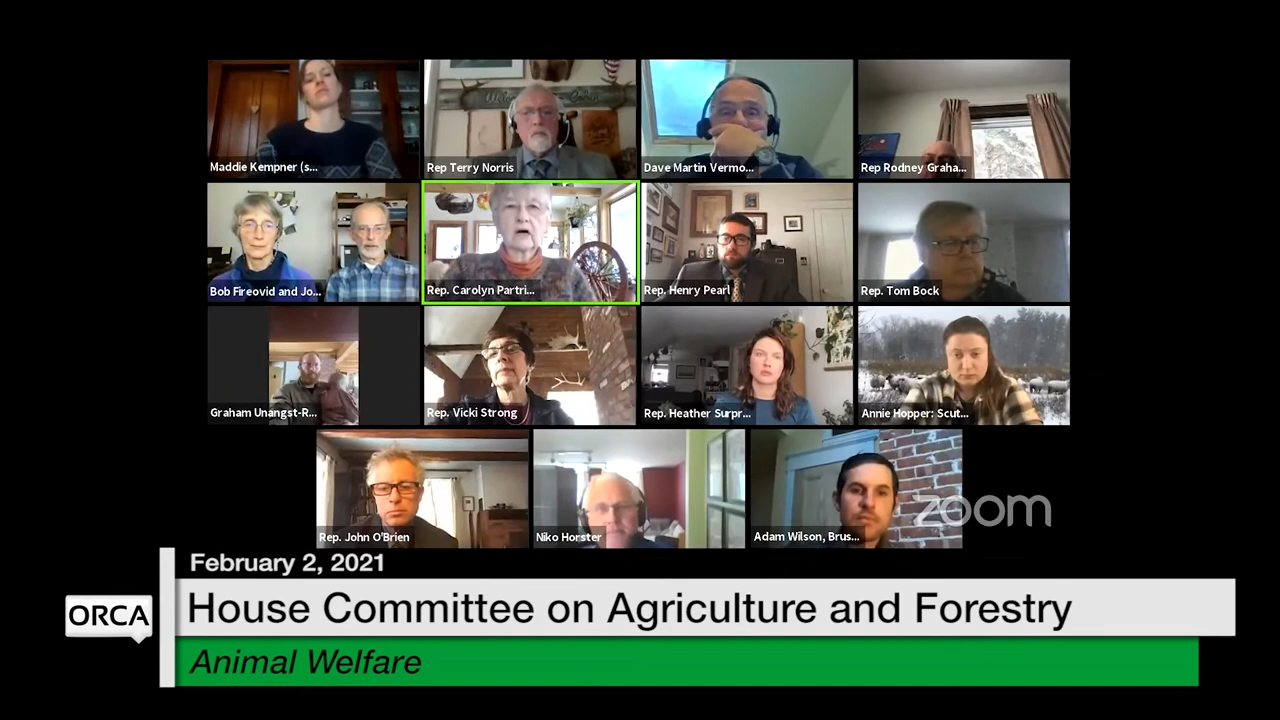 Maddie Kempner (s...
Rep Terry Norris
Dave Martin Vermo...
Rep Rodney Graha...
Bob Fireovid and Jo...
Rep. Carolyn Partri...
Rep. Henry Pearl
Rep. Tom Bock
Graham Unangst-R...
Rep. Vicki Strong
Rep. Heather Surpr...
Annie Hopper: Scut...
Rep. John O'Brien
Niko Horster
Adam Wilson, Brus...
zoom
February 2, 2021
ORCA
House Committee on Agriculture and Forestry
Animal Welfare